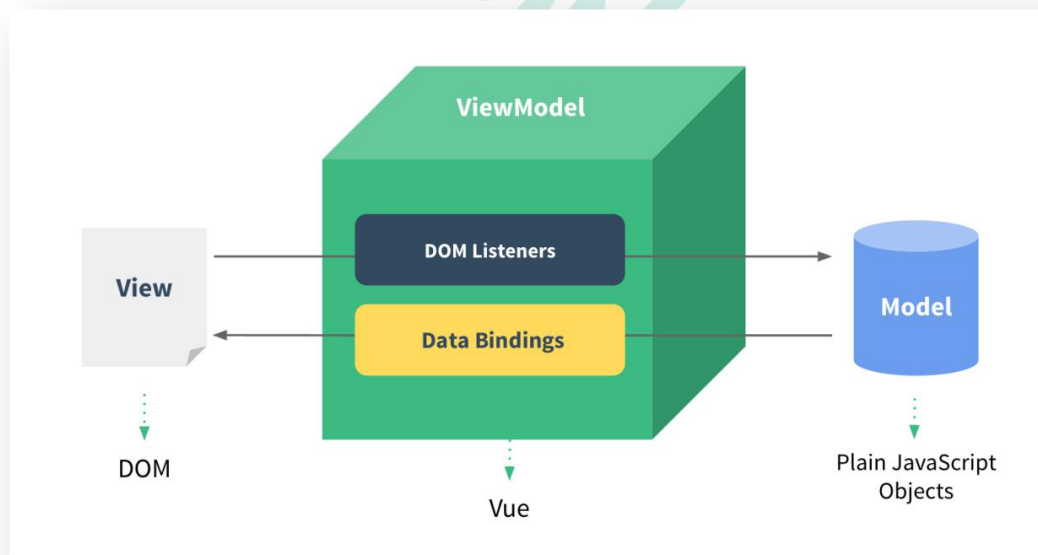 ViewModel
DOM Listeners
View
Model
Data Bindings
DOM
Vue
Plain JavaScript
Objects